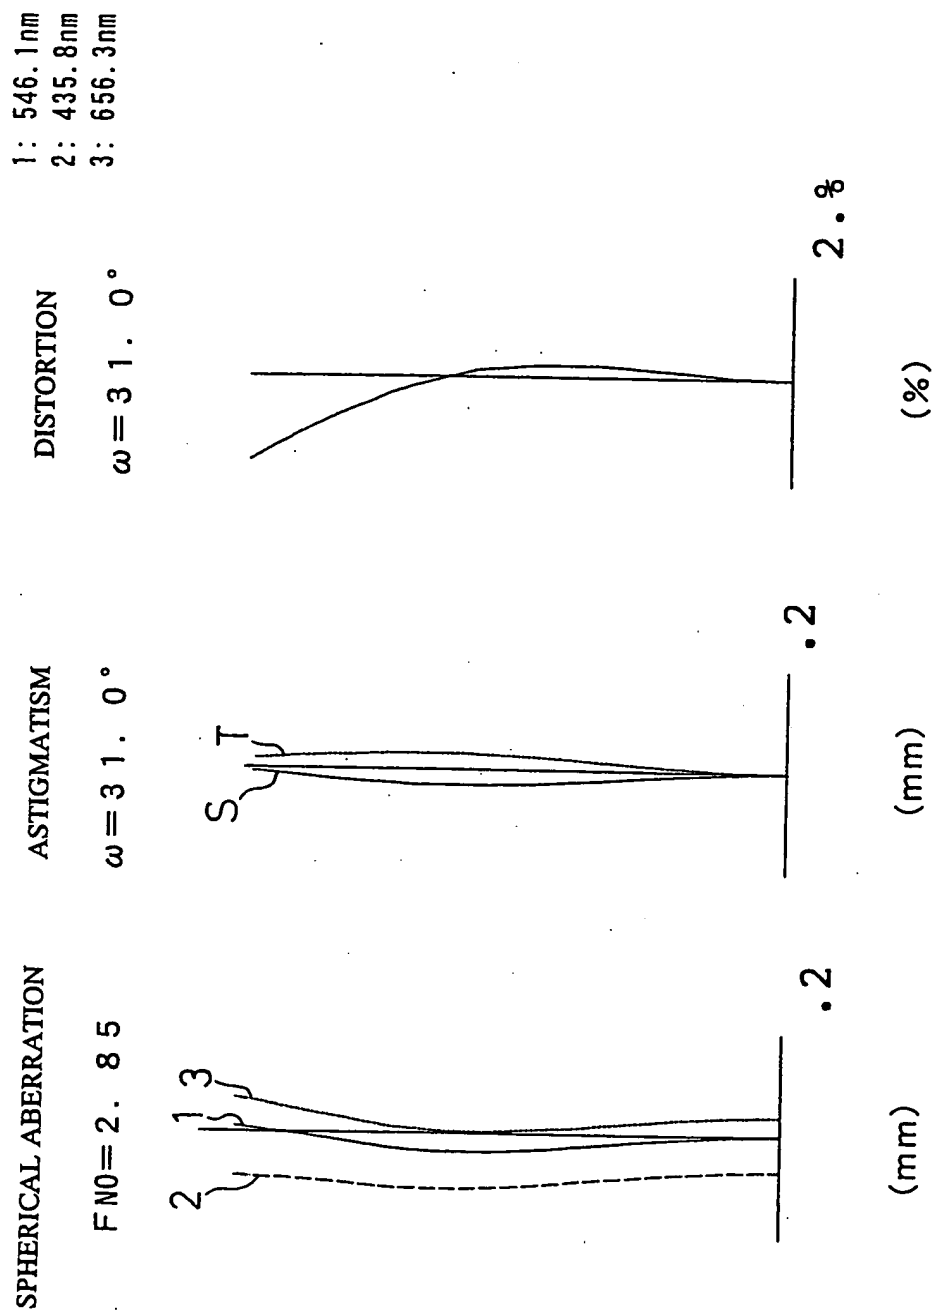 SPHERICAL ABERRATION
FNO=2. 85
1
2
3
.2
(mm)
ASTIGMATISM
ω=31. 0°
S
T
.2
(mm)
DISTORTION
ω=31. 0°
2.%
(%)
1: 546.1nm
2: 435.8nm
3: 656.3nm